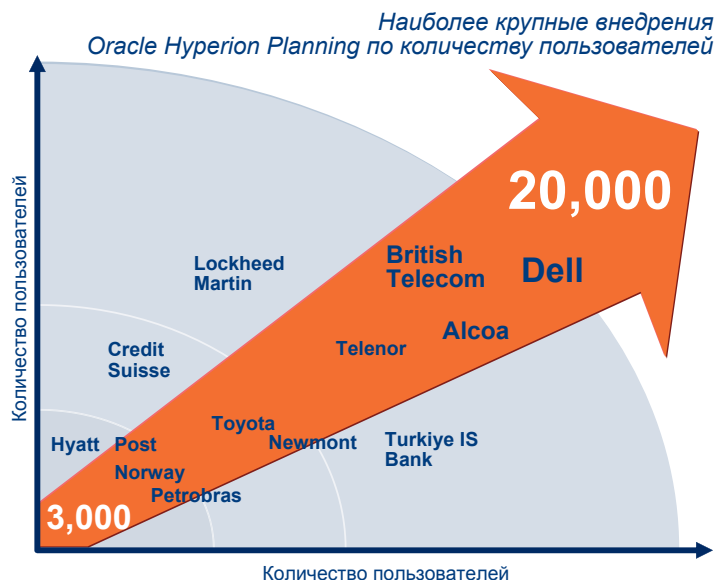 Наиболее крупные внедрения
Oracle Hyperion Planning по количеству пользователей
Количество пользователей
20,000
British
Telecom
Dell
Lockheed
Martin
Alcoa
Telenor
Credit
Suisse
Toyota
Newmont
Turkiye IS
Bank
Hyatt
Post
Norway
Petrobras
3,000
Количество пользователей